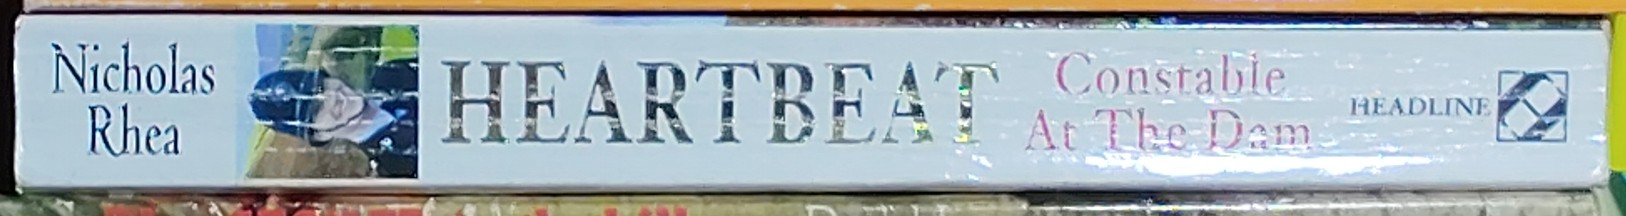 Nicholas
Rhea
HEARTBEAT
Constable
At The Dam
HEADLINE